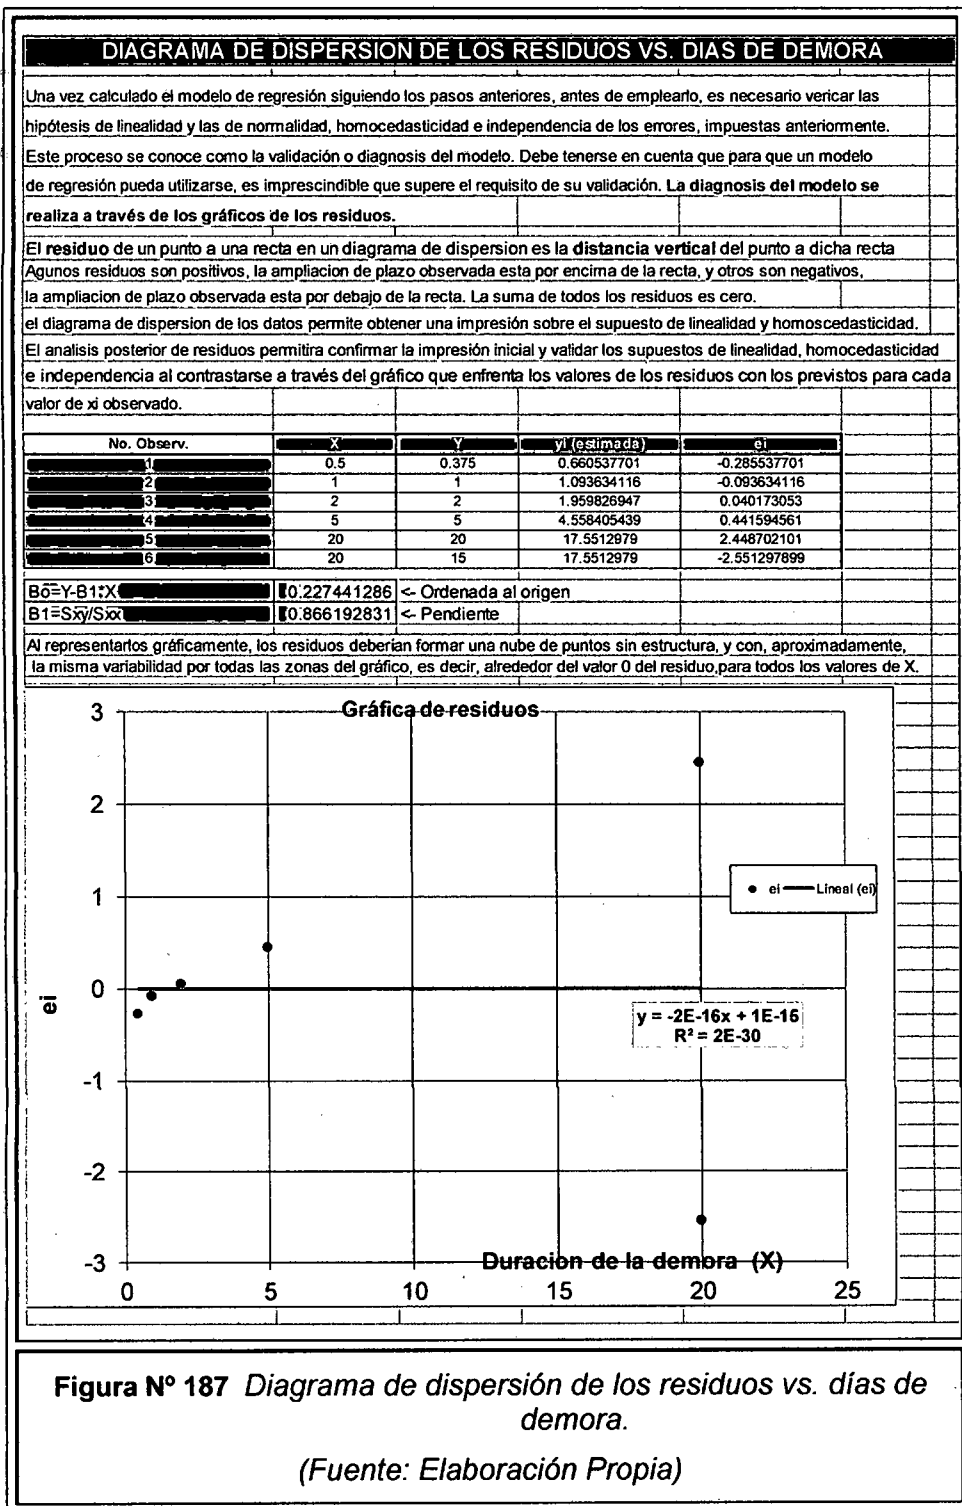 DIAGRAMA DE DISPERSION DE LOS RESIDUOS VS. DIAS DE DEMORA
Una vez calculado el modelo de regresión siguiendo los pasos anteriores, antes de emplearlo, es necesario vericar las
hipótesis de linealidad y las de normalidad, homocedasticidad e independencia de los errores, impuestas anteriormente.
Este proceso se conoce como la validación o diagnosis del modelo. Debe tenerse en cuenta que para que un modelo
de regresión pueda utilizarse, es imprescindible que supere el requisito de su validación. La diagnosis del modelo se
realiza a través de los gráficos de los residuos.
El residuo de un punto a una recta en un diagrama de dispersion es la distancia vertical del punto a dicha recta
Agunos residuos son positivos, la ampliacion de plazo observada esta por encima de la recta, y otros son negativos,
la ampliacion de plazo observada esta por debajo de la recta. La suma de todos los residuos es cero.
el diagrama de dispersion de los datos permite obtener una impresión sobre el supuesto de linealidad y homoscedasticidad.
El analisis posterior de residuos permitira confirmar la impresión inicial y validar los supuestos de linealidad, homocedasticidad
e independencia al contrastarse a través del gráfico que enfrenta los valores de los residuos con los previstos para cada
valor de xi observado.
No. Observ. X Y yi (estimada) ei
1 0.5 0.375 0.660537701 -0.285537701
2 1 1 1.093634116 -0.093634116
3 2 2 1.959826947 0.040173053
4 5 5 4.558405439 0.441594561
5 20 20 17.5512979 2.448702101
6 20 15 17.5512979 -2.551297899
Bo=Y-B1*X 0.227441286 <- Ordenada al origen
B1=Sxy/Sxx 0.866192831 <- Pendiente
Al representarlos gráficamente, los residuos deberían formar una nube de puntos sin estructura, y con, aproximadamente,
la misma variabilidad por todas las zonas del gráfico, es decir, alrededor del valor 0 del residuo,para todos los valores de X.
Gráfica de residuos
3
2
1
0
-1
-2
-3
ei
ei Lineal (ei)
y = -2E-16x + 1E-15
R² = 2E-30
Duracion de la demora (X)
0 5 10 15 20 25
Figura Nº 187 Diagrama de dispersión de los residuos vs. días de
demora.
(Fuente: Elaboración Propia)